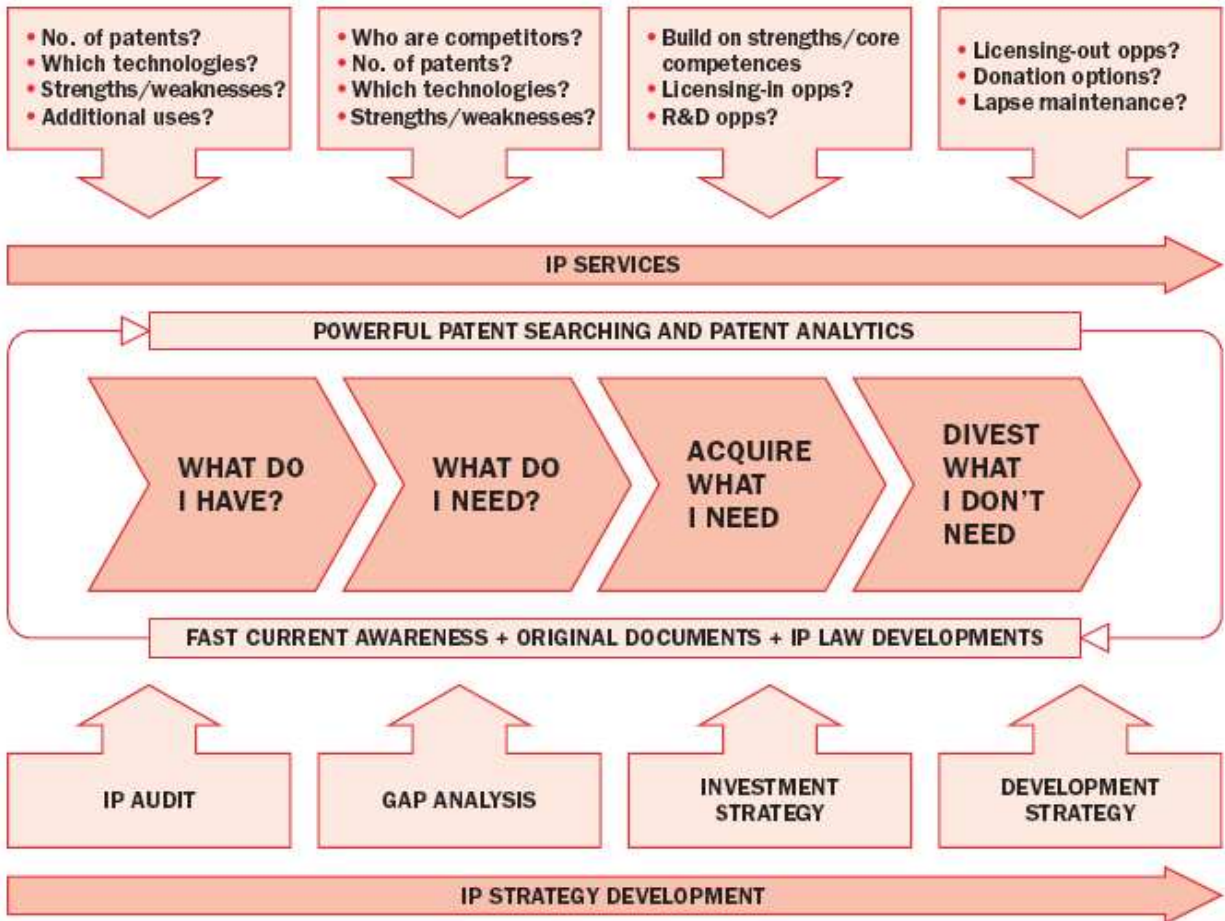 • No. of patents?
• Which technologies?
• Strengths/weaknesses?
• Additional uses?
• Who are competitors?
• No. of patents?
• Which technologies?
• Strengths/weaknesses?
• Build on strengths/core
competences
• Licensing-in opps?
• R&D opps?
• Licensing-out opps?
• Donation options?
• Lapse maintenance?
IP SERVICES
POWERFUL PATENT SEARCHING AND PATENT ANALYTICS
WHAT DO
I HAVE?
WHAT DO
I NEED?
ACQUIRE
WHAT
I NEED
DIVEST
WHAT
I DON'T
NEED
FAST CURRENT AWARENESS + ORIGINAL DOCUMENTS + IP LAW DEVELOPMENTS
IP AUDIT
GAP ANALYSIS
INVESTMENT
STRATEGY
DEVELOPMENT
STRATEGY
IP STRATEGY DEVELOPMENT